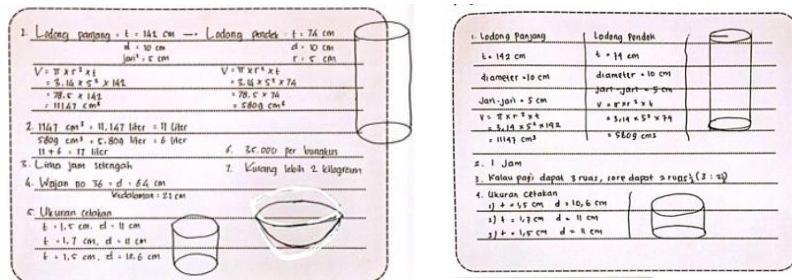 1. Lodong panjang = t = 142 cm — Lodong pendek = t = 74 cm
d = 10 cm d = 10 cm
jari² = 5 cm r = 5 cm
V = π x r² x t V = π x r² x t
= 3.14 x 5² x 142 = 3.14 x 5² x 74
= 78.5 x 142 = 78.5 x 74
= 11147 cm³ = 5809 cm³
2. 11147 cm³ = 11,147 liter = 11 liter
5809 cm³ = 5.809 liter = 6 liter
11 + 6 = 17 liter
3. Lima jam setengah
4. Wajan no 36 = d = 64 cm
Kedalaman = 21 cm
5. Ukuran cetakan
t = 1,5 cm, d = 11 cm
t = 1,7 cm, d = 11 cm
t = 1,5 cm, d = 10.6 cm
6. 35.000 per bungkus
7. Kurang lebih 2 kilogram
1. Lodong Panjang Lodong Pendek
t = 142 cm t = 74 cm
diameter = 10 cm diameter = 10 cm
Jari-jari = 5 cm jari-jari = 5 cm
V = π x r² x t V = π x r² x t
= 3,14 x 5² x 142 = 3,14 x 5² x 74
= 11147 cm³ = 5809 cm3
2. 1 Jam
3. Kalau pagi dapat 3 ruas, sore dapat 2 ruas
4. Ukuran Cetakan
1) t = 1,5 cm d = 10,6 cm
2) t = 1,7 cm d = 11 cm
3) t = 1,5 cm d = 11 cm